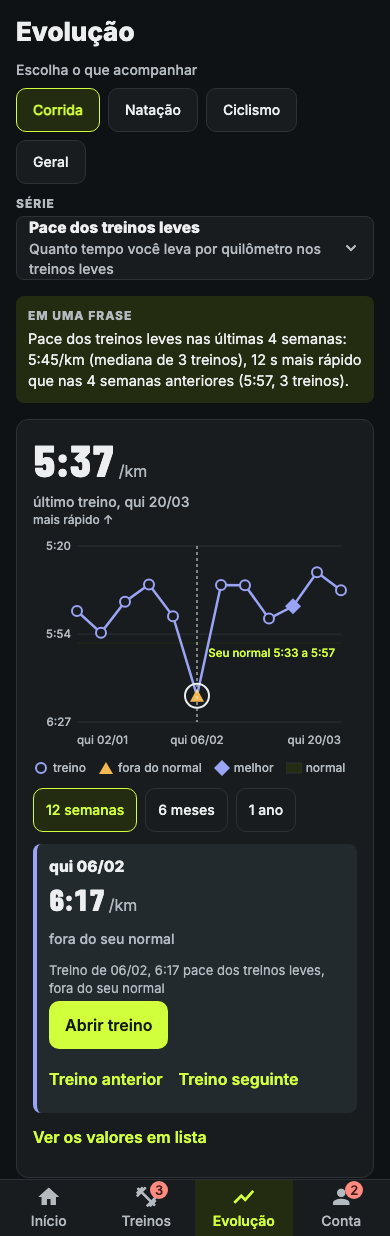 Evolução
Escolha o que acompanhar
Corrida
Natação
Ciclismo
Geral
SÉRIE
Pace dos treinos leves
Quanto tempo você leva por quilômetro nos
treinos leves
EM UMA FRASE
Pace dos treinos leves nas últimas 4 semanas:
5:45/km (mediana de 3 treinos), 12 s mais rápido
que nas 4 semanas anteriores (5:57, 3 treinos).
5:37 /km
último treino, qui 20/03
mais rápido ↑
5:20
5:54
Seu normal 5:33 a 5:57
6:27
qui 02/01 qui 06/02 qui 20/03
treino fora do normal melhor normal
12 semanas
6 meses
1 ano
qui 06/02
6:17 /km
fora do seu normal
Treino de 06/02, 6:17 pace dos treinos leves,
fora do seu normal
Abrir treino
Treino anterior Treino seguinte
Ver os valores em lista
3 2
Início Treinos Evolução Conta